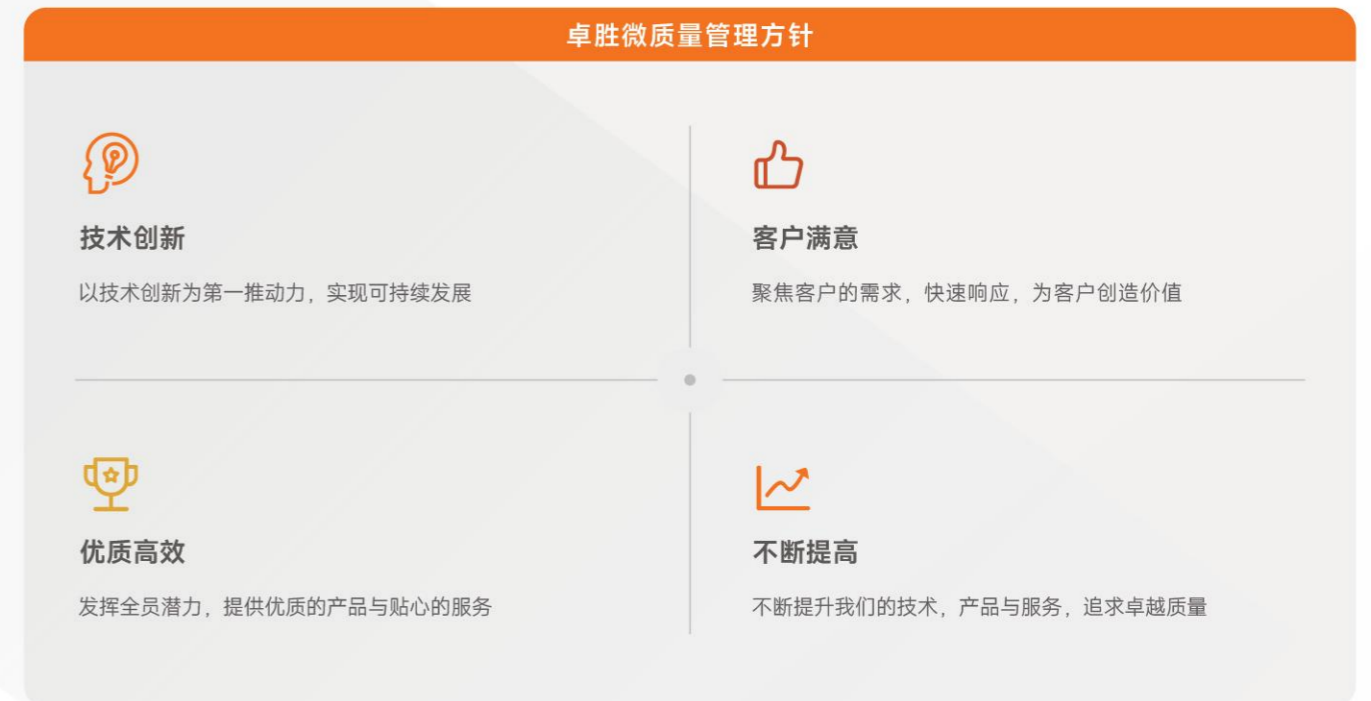 卓胜微质量管理方针
技术创新
以技术创新为第一推动力，实现可持续发展
客户满意
聚焦客户的需求，快速响应，为客户创造价值
优质高效
发挥全员潜力，提供优质的产品与贴心的服务
不断提高
不断提升我们的技术，产品与服务，追求卓越质量